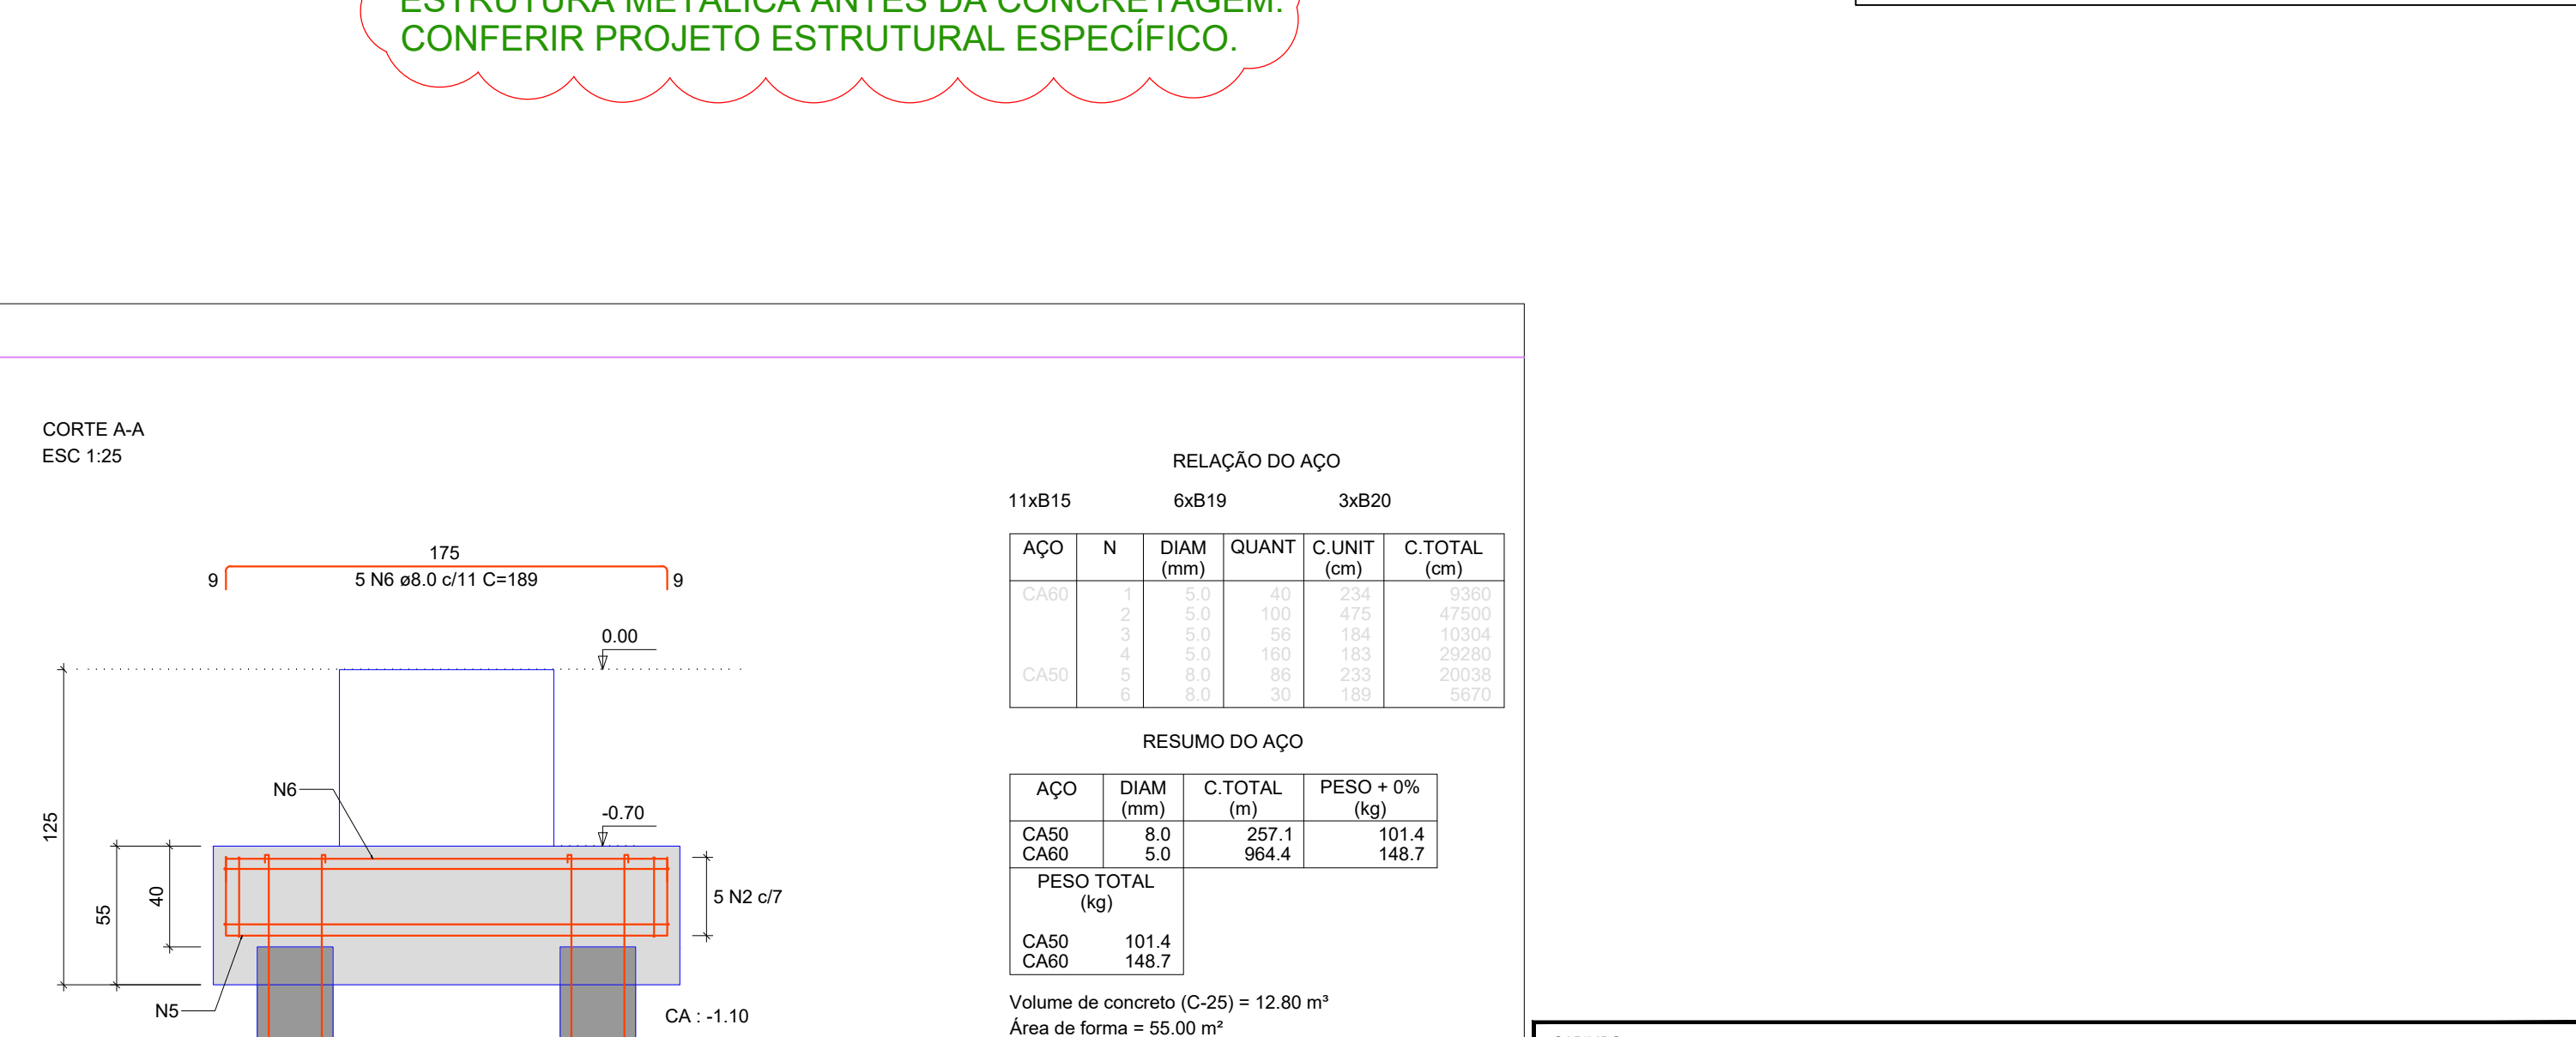 ESTRUTURA METÁLICA ANTES DA CONCRETAGEM.
CONFERIR PROJETO ESTRUTURAL ESPECÍFICO.
CORTE A-A
ESC 1:25
175
9 5 N6 ø8.0 c/11 C=189 9
0.00
N6
-0.70
125
55
40
5 N2 c/7
N5
CA : -1.10
RELAÇÃO DO AÇO
11xB15 6xB19 3xB20
AÇO N DIAM QUANT C.UNIT C.TOTAL
(mm) (cm) (cm)
CA60 1 5.0 40 234 9360
2 5.0 100 475 47500
3 5.0 56 184 10304
4 5.0 160 183 29280
CA50 5 8.0 86 233 20038
6 8.0 30 189 5670
RESUMO DO AÇO
AÇO DIAM C.TOTAL PESO + 0%
(mm) (m) (kg)
CA50 8.0 257.1 101.4
CA60 5.0 964.4 148.7
PESO TOTAL
(kg)
CA50 101.4
CA60 148.7
Volume de concreto (C-25) = 12.80 m³
Área de forma = 55.00 m²